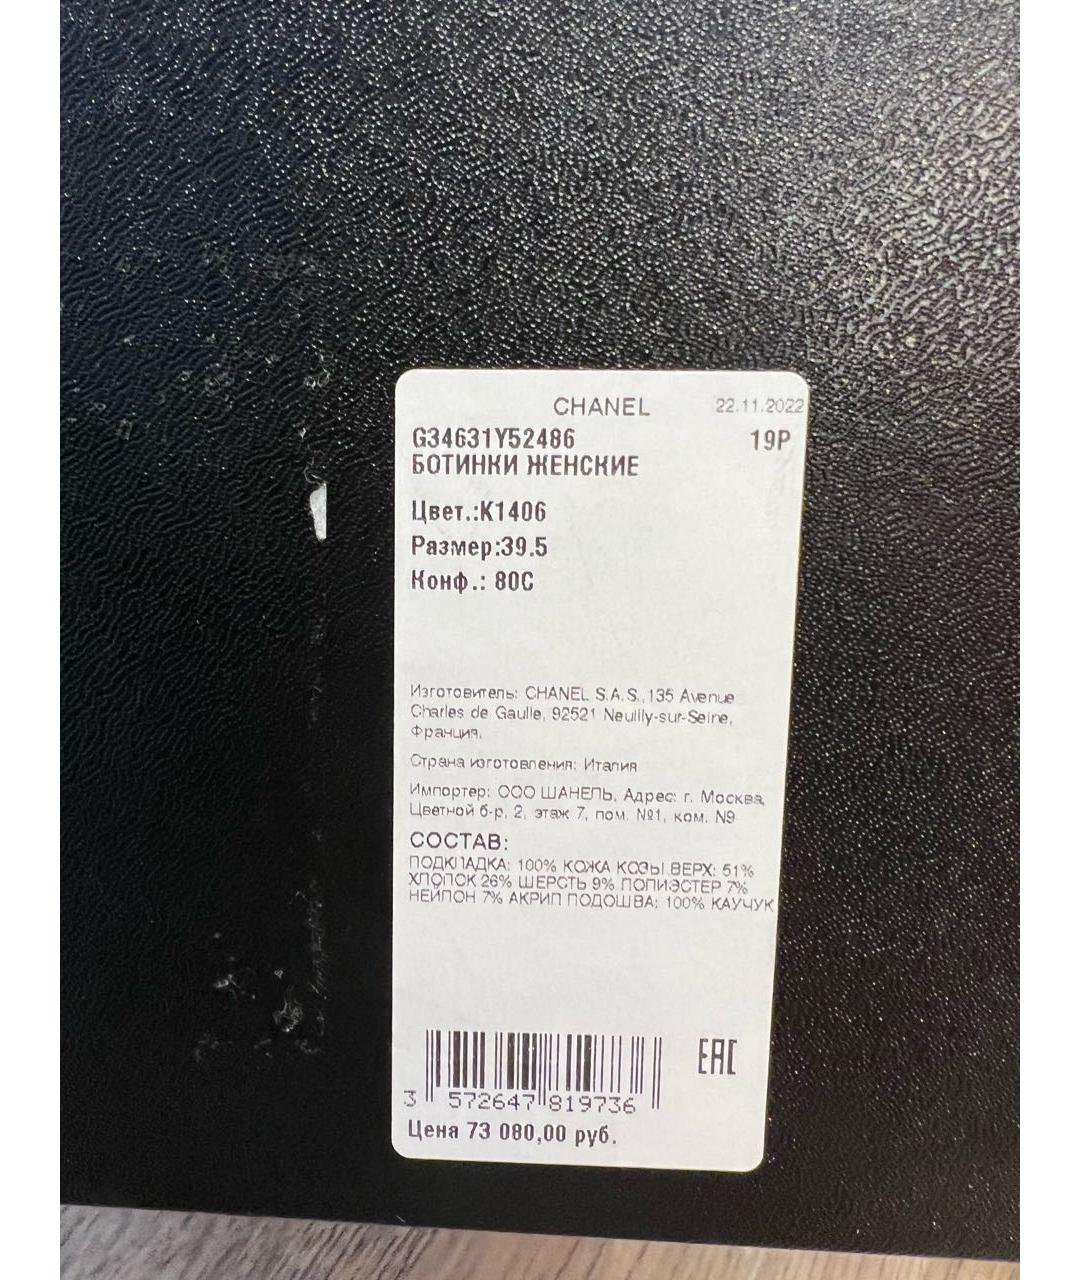 CHANEL 22.11.2022
G34631Y52486 19P
БОТИНКИ ЖЕНСКИЕ
Цвет.:K1406
Размер:39.5
Конф.: 80C
Изготовитель: CHANEL S.A.S.,135 Avenue
Charles de Gaulle, 92521 Neuilly-sur-Seine,
Франция.
Страна изготовления: Италия
Импортер: ООО ШАНЕЛЬ, Адрес: г. Москва,
Цветной б-р, 2, этаж 7, пом. №1, ком. N9
СОСТАВ:
ПОДКЛАДКА: 100% КОЖА КОЗЫ ВЕРХ: 51%
ХЛОПОК 26% ШЕРСТЬ 9% ПОЛИЭСТЕР 7%
НЕЙЛОН 7% АКРИЛ ПОДОШВА: 100% КАУЧУК
EAC
3 572647 819736
Цена 73 080,00 руб.